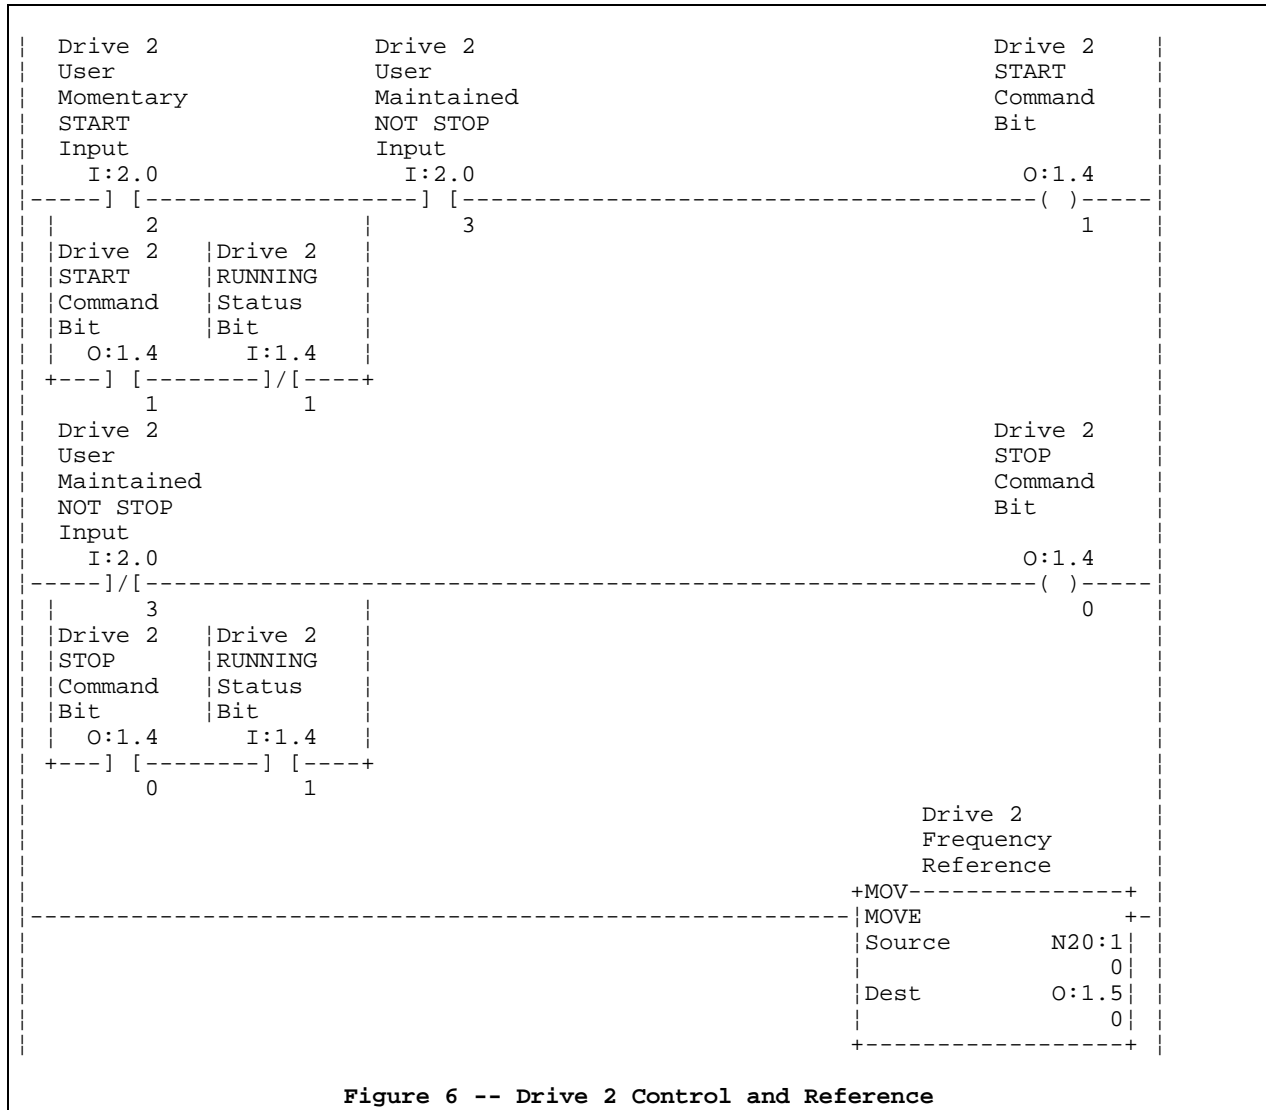 Drive 2 Drive 2 Drive 2
User User START
Momentary Maintained Command
START NOT STOP Bit
Input Input
I:2.0 I:2.0 O:1.4
-----] [-------------------] [----------------------------------------( )-----
2 3 1
Drive 2 Drive 2
START RUNNING
Command Status
Bit Bit
O:1.4 I:1.4
+---] [--------]/[----+
1 1
Drive 2 Drive 2
User STOP
Maintained Command
NOT STOP Bit
Input
I:2.0 O:1.4
-----]/[--------------------------------------------------------------( )-----
3 0
Drive 2 Drive 2
STOP RUNNING
Command Status
Bit Bit
O:1.4 I:1.4
+---] [--------] [----+
0 1
Drive 2
Frequency
Reference
+MOV---------------+
MOVE +-
Source N20:1
0
Dest O:1.5
0
+------------------+
Figure 6 -- Drive 2 Control and Reference